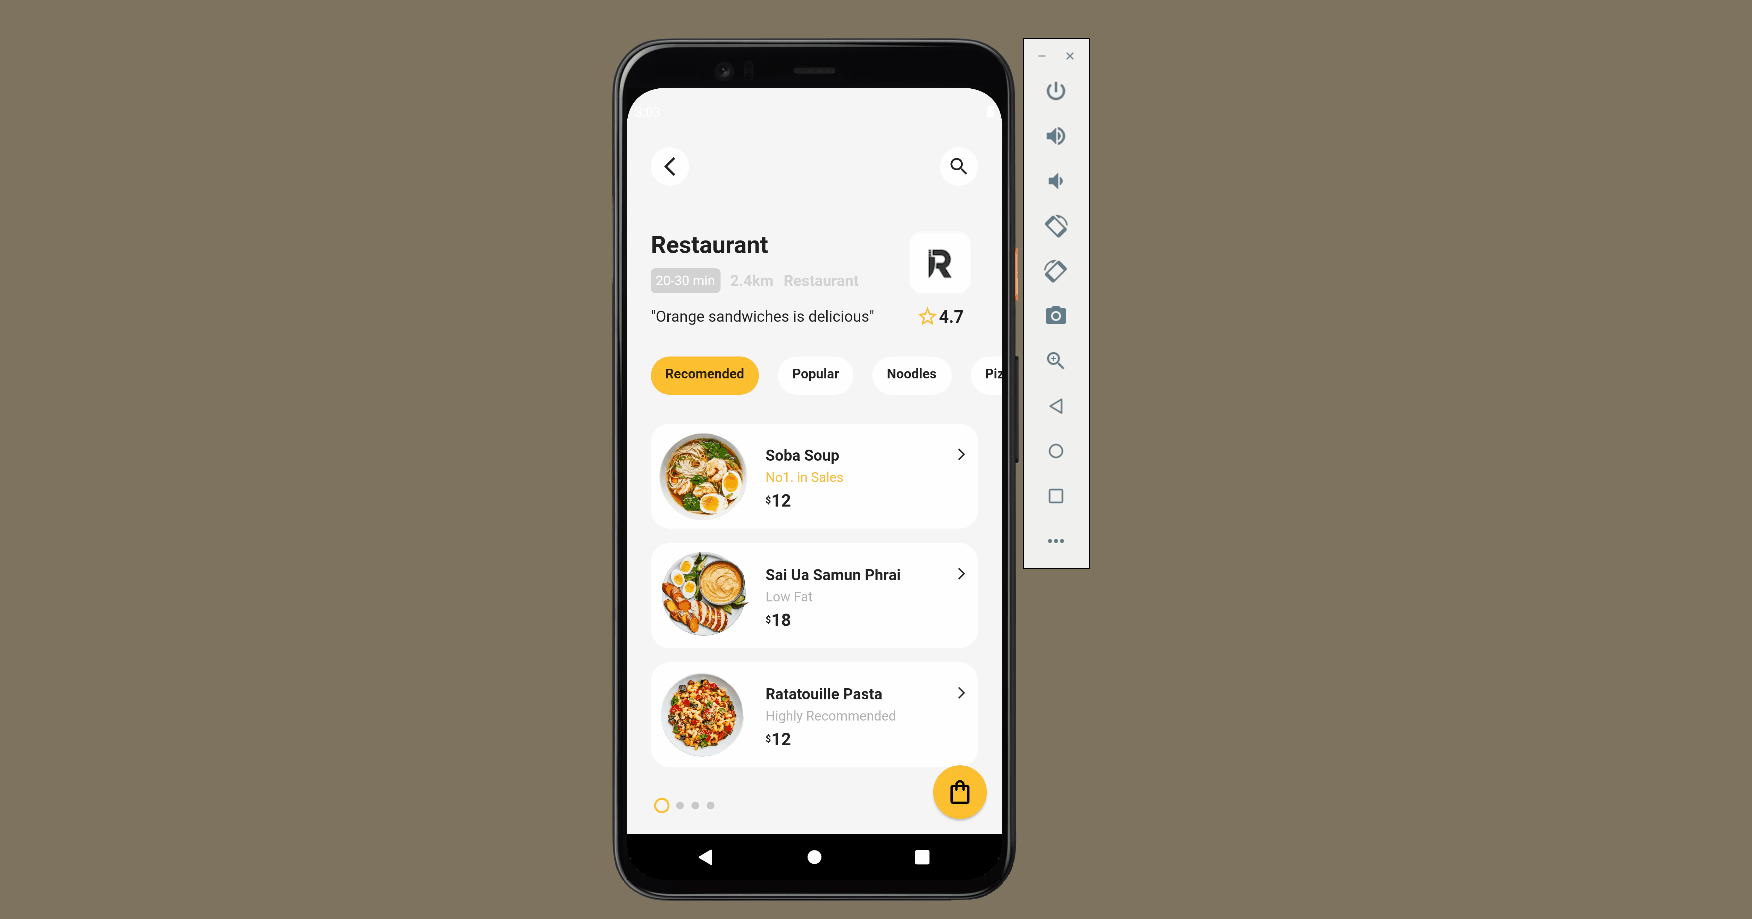 3:03
Restaurant
R
20-30 min 2.4km Restaurant
"Orange sandwiches is delicious"
4.7
Recomended Popular Noodles Piz
Soba Soup
No1. in Sales
$12
Sai Ua Samun Phrai
Low Fat
$18
Ratatouille Pasta
Highly Recommended
$12